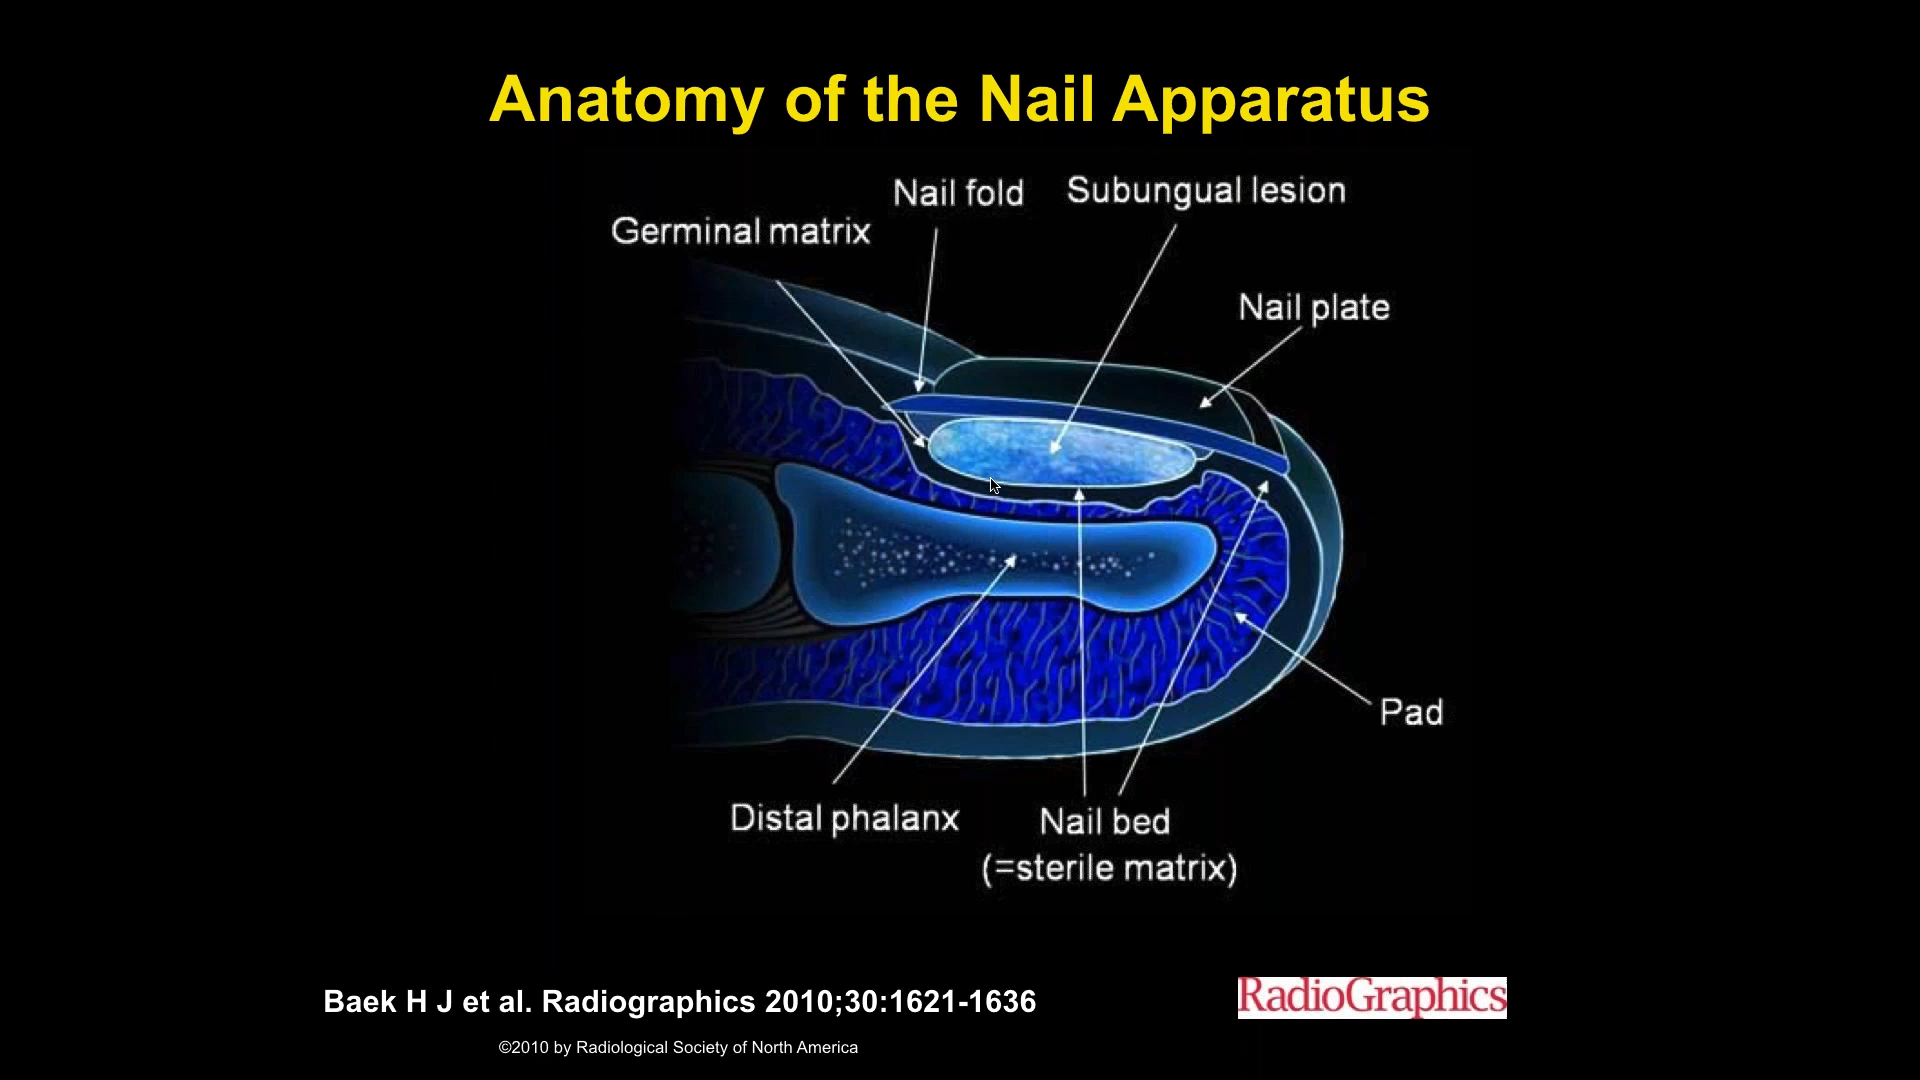 Anatomy of the Nail Apparatus
Nail fold
Subungual lesion
Germinal matrix
Nail plate
Pad
Distal phalanx
Nail bed
(=sterile matrix)
Baek H J et al. Radiographics 2010;30:1621-1636
RadioGraphics
©2010 by Radiological Society of North America